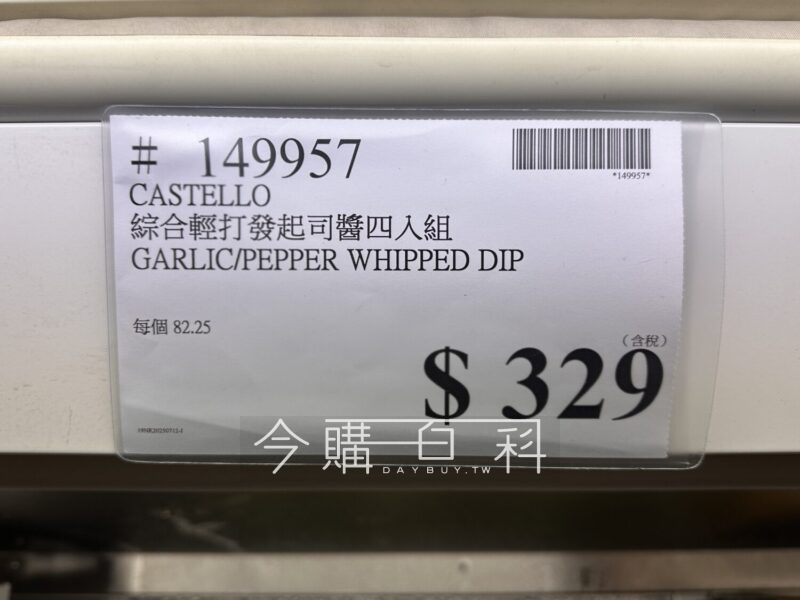 # 149957
*149957*
CASTELLO
綜合輕打發起司醬四入組
GARLIC/PEPPER WHIPPED DIP
每個 82.25
(含稅)
$ 329
今購百科
DAYBUY.TW